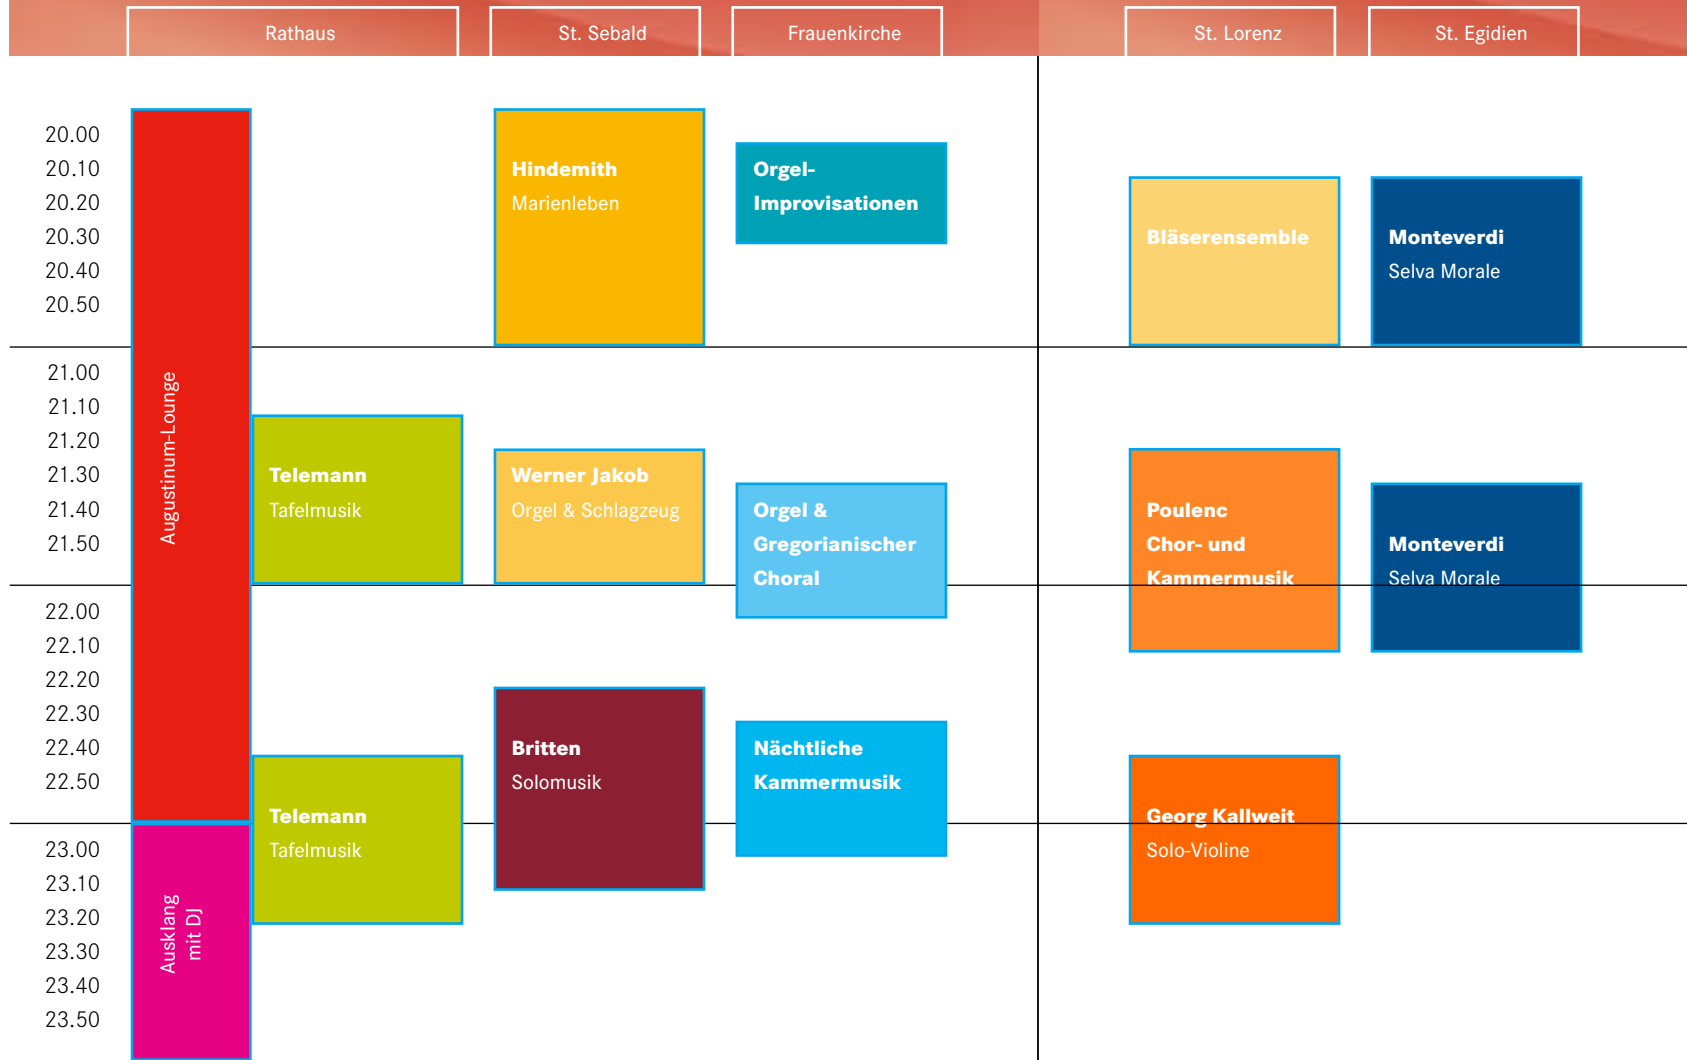 Rathaus
St. Sebald
Frauenkirche
St. Lorenz
St. Egidien
20.00
20.10
20.20
20.30
20.40
20.50
21.00
21.10
21.20
21.30
21.40
21.50
22.00
22.10
22.20
22.30
22.40
22.50
23.00
23.10
23.20
23.30
23.40
23.50
Augustinum-Lounge
Ausklang
mit DJ
Telemann
Tafelmusik
Telemann
Tafelmusik
Hindemith
Marienleben
Werner Jakob
Orgel & Schlagzeug
Britten
Solomusik
Orgel-
Improvisationen
Orgel &
Gregorianischer
Choral
Nächtliche
Kammermusik
Bläserensemble
Poulenc
Chor- und
Kammermusik
Georg Kallweit
Solo-Violine
Monteverdi
Selva Morale
Monteverdi
Selva Morale